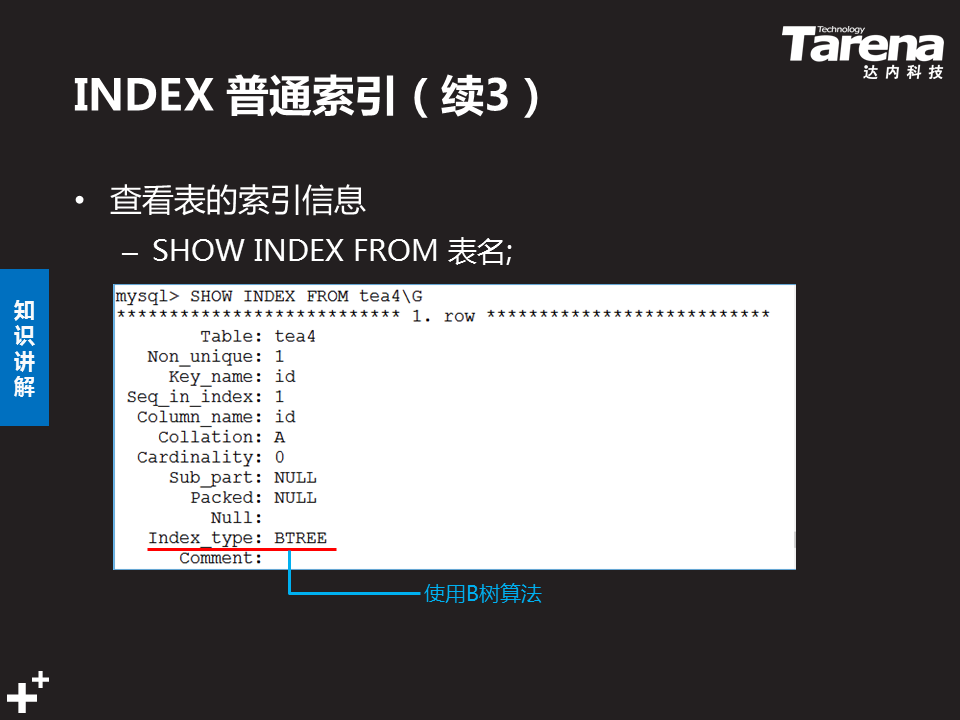 Technology
Tarena
达内科技
INDEX 普通索引（续3）
• 查看表的索引信息
– SHOW INDEX FROM 表名;
知识讲解
mysql> SHOW INDEX FROM tea4\G
*************************** 1. row ***************************
Table: tea4
Non_unique: 1
Key_name: id
Seq_in_index: 1
Column_name: id
Collation: A
Cardinality: 0
Sub_part: NULL
Packed: NULL
Null:
Index_type: BTREE
Comment:
使用B树算法